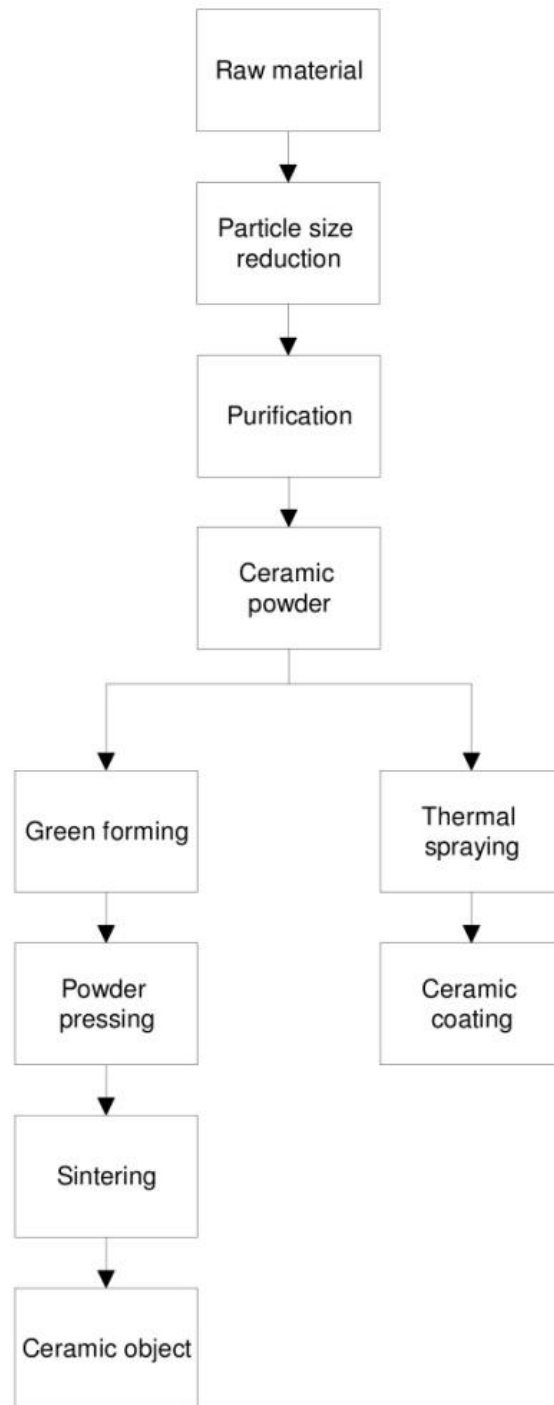 Raw material
Particle size
reduction
Purification
Ceramic
powder
Green forming
Thermal
spraying
Powder
pressing
Ceramic
coating
Sintering
Ceramic object